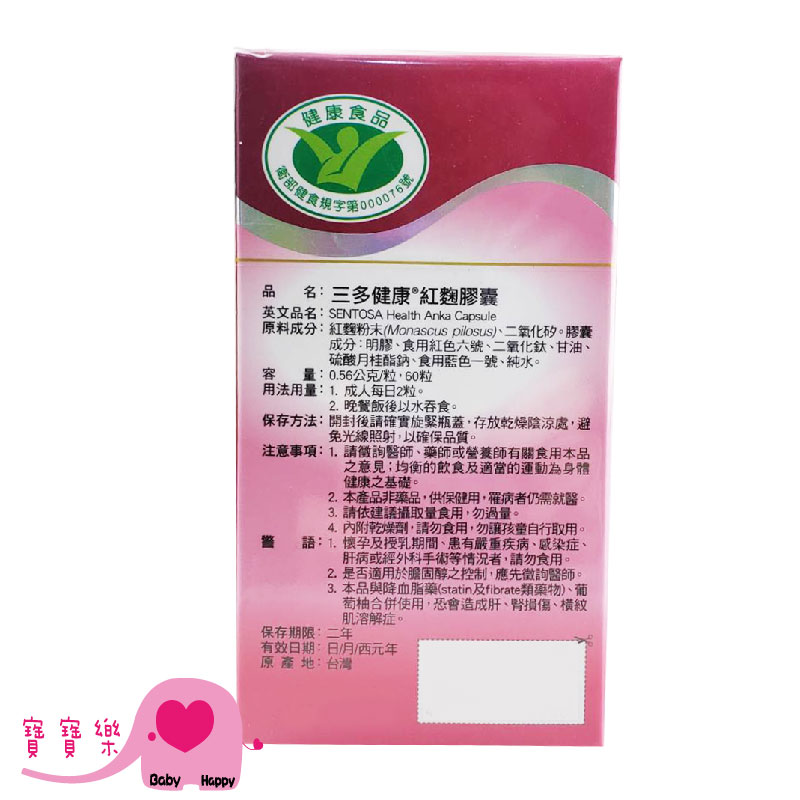 健康食品
衛部健食規字第000076號
品 名：三多健康®紅麴膠囊
英文品名：SENTOSA Health Anka Capsule
原料成分：紅麴粉末(Monascus pilosus)、二氧化矽。膠囊
成分：明膠、食用紅色六號、二氧化鈦、甘油、
硫酸月桂酯鈉、食用藍色一號、純水。
容 量：0.56公克/粒，60粒
用法用量：1. 成人每日2粒。
2. 晚餐飯後以水吞食。
保存方法：開封後請確實旋緊瓶蓋，存放乾燥陰涼處，避
免光線照射，以確保品質。
注意事項：1. 請徵詢醫師、藥師或營養師有關食用本品
之意見；均衡的飲食及適當的運動為身體
健康之基礎。
2. 本產品非藥品，供保健用，罹病者仍需就醫。
3. 請依建議攝取量食用，勿過量。
4. 內附乾燥劑，請勿食用，勿讓孩童自行取用。
警 語：1. 懷孕及授乳期間、患有嚴重疾病、感染症、
肝病或經外科手術等情況者，請勿食用。
2. 是否適用於膽固醇之控制，應先徵詢醫師。
3. 本品與降血脂藥(statin及fibrate類藥物)、葡
萄柚合併使用，恐會造成肝、腎損傷、橫紋
肌溶解症。
保存期限：二年
有效日期：日/月/西元年
原 產 地：台灣
寶寶樂
Baby Happy